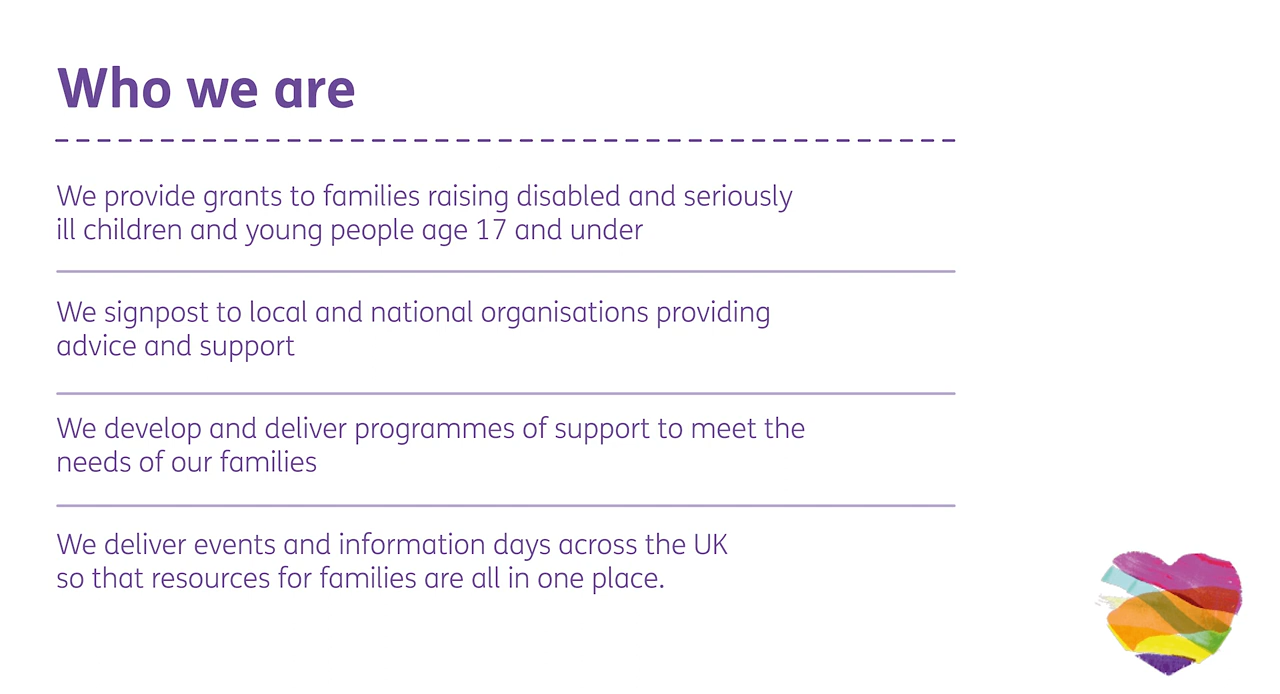 Who we are
We provide grants to families raising disabled and seriously
ill children and young people age 17 and under
We signpost to local and national organisations providing
advice and support
We develop and deliver programmes of support to meet the
needs of our families
We deliver events and information days across the UK
so that resources for families are all in one place.